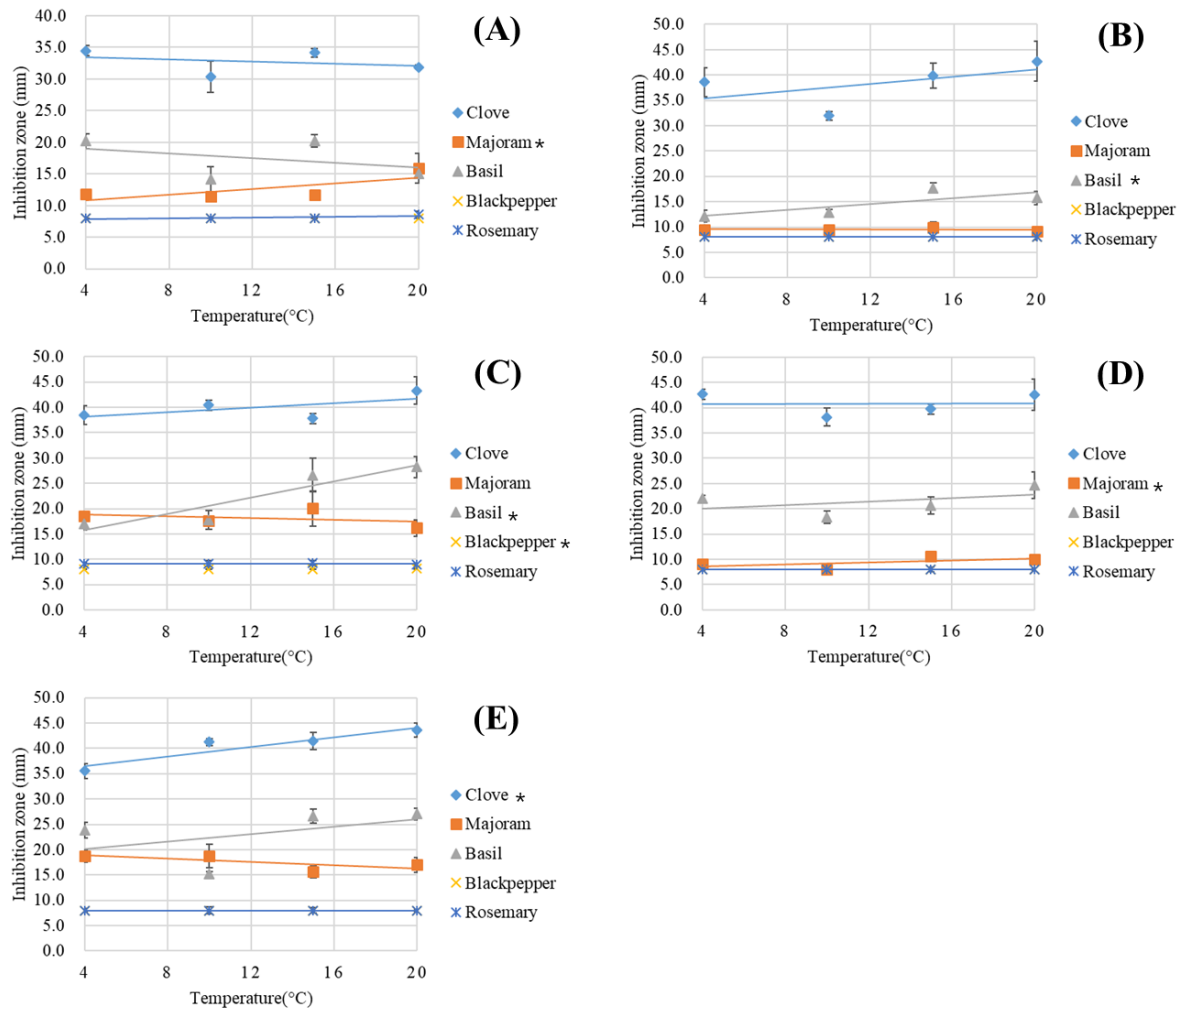 (A)
Inhibition zone (mm)
40.0
35.0
30.0
25.0
20.0
15.0
10.0
5.0
0.0
4 8 12 16 20
Temperature(°C)
Clove
Majoram *
Basil
Blackpepper
Rosemary
(B)
Inhibition zone (mm)
50.0
45.0
40.0
35.0
30.0
25.0
20.0
15.0
10.0
5.0
0.0
4 8 12 16 20
Temperature(°C)
Clove
Majoram
Basil *
Blackpepper
Rosemary
(C)
Inhibition zone (mm)
50.0
45.0
40.0
35.0
30.0
25.0
20.0
15.0
10.0
5.0
0.0
4 8 12 16 20
Temperature(°C)
Clove
Majoram
Basil *
Blackpepper *
Rosemary
(D)
Inhibition zone (mm)
50.0
45.0
40.0
35.0
30.0
25.0
20.0
15.0
10.0
5.0
0.0
4 8 12 16 20
Temperature(°C)
Clove
Majoram *
Basil
Blackpepper
Rosemary
(E)
Inhibition zone (mm)
50.0
45.0
40.0
35.0
30.0
25.0
20.0
15.0
10.0
5.0
0.0
4 8 12 16 20
Temperature(°C)
Clove *
Majoram
Basil
Blackpepper
Rosemary